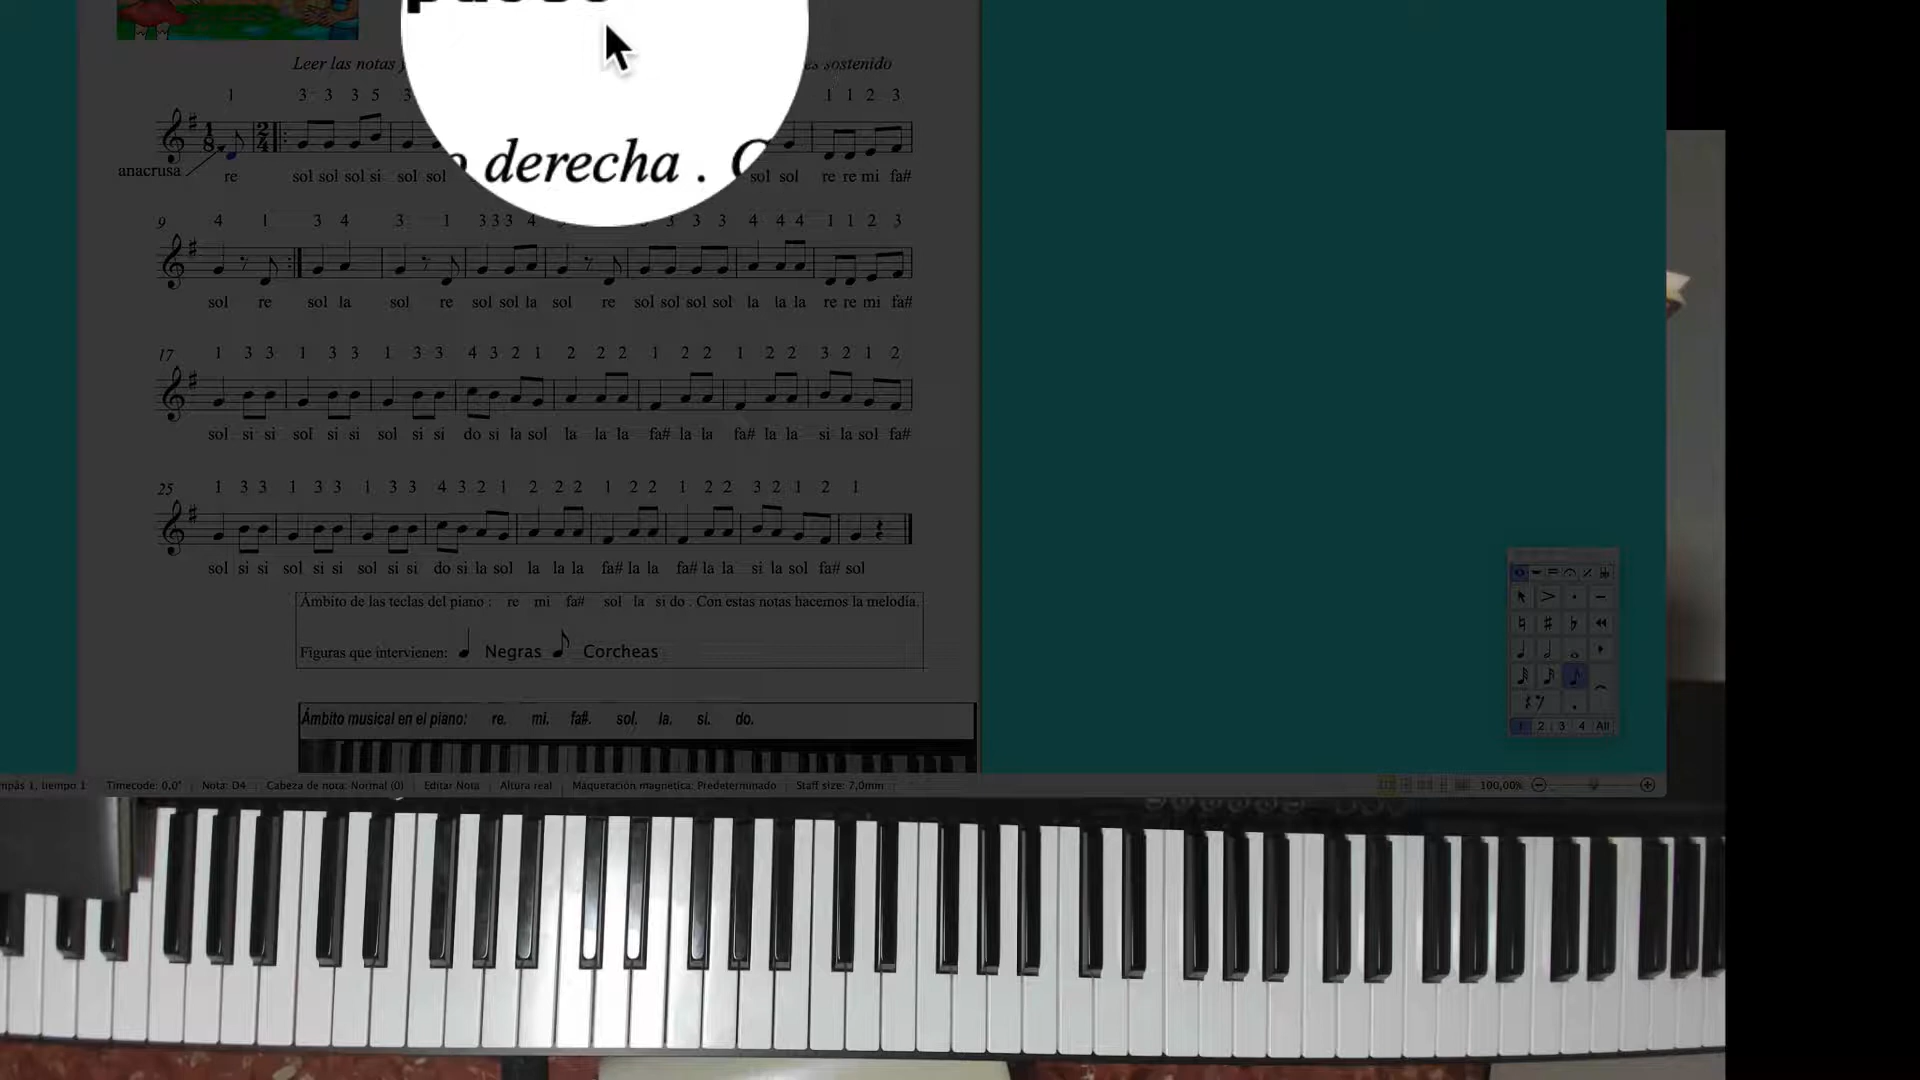 Leer las notas
es sostenido
derecha .
1 3 3 3 5 3 1 1 2 3
anacrusa
re sol sol sol si sol sol sol sol re re mi fa#
9 4 1 3 4 3 1 3 3 3 4 3 3 3 4 4 4 1 1 2 3
sol re sol la sol re sol sol la sol re sol sol sol sol la la la re re mi fa#
17 1 3 3 1 3 3 1 3 3 4 3 2 1 2 2 2 1 2 2 1 2 2 3 2 1 2
sol si si sol si si sol si si do si la sol la la la fa# la la fa# la la si la sol fa#
25 1 3 3 1 3 3 1 3 3 4 3 2 1 2 2 2 1 2 2 1 2 2 3 2 1 2 1
sol si si sol si si sol si si do si la sol la la la fa# la la fa# la la si la sol fa# sol
Ámbito de las teclas del piano : re mi fa# sol la si do . Con estas notas hacemos la melodía.
Figuras que intervienen: Negras Corcheas
Ámbito musical en el piano: re. mi. fa#. sol. la. si. do.
1 2 3 4 All
mpás 1, tiempo 1 Timecode: 0,0" Nota: D4 Cabeza de nota: Normal (0) Editar Nota Altura real Maquetación magnética: Predeterminado Staff size: 7,0mm 100,00%